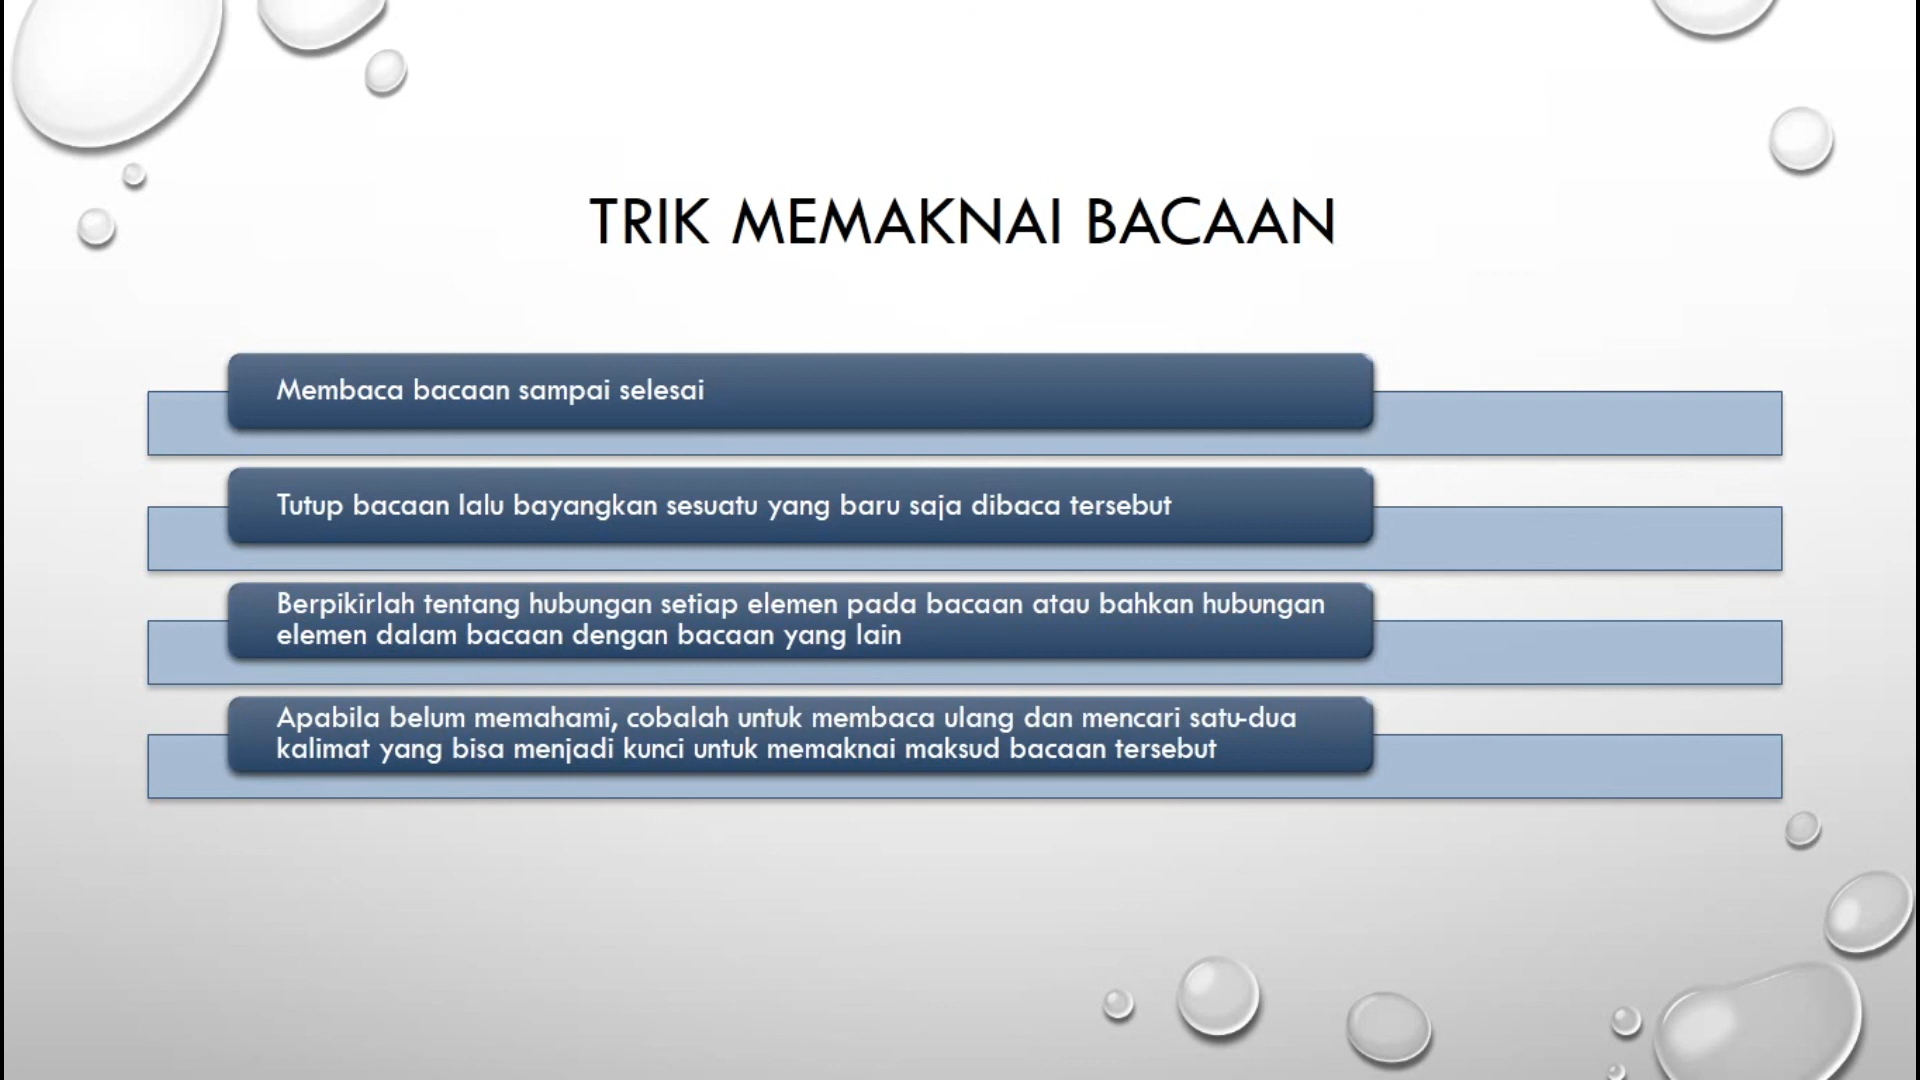 TRIK MEMAKNAI BACAAN
Membaca bacaan sampai selesai
Tutup bacaan lalu bayangkan sesuatu yang baru saja dibaca tersebut
Berpikirlah tentang hubungan setiap elemen pada bacaan atau bahkan hubungan
elemen dalam bacaan dengan bacaan yang lain
Apabila belum memahami, cobalah untuk membaca ulang dan mencari satu-dua
kalimat yang bisa menjadi kunci untuk memaknai maksud bacaan tersebut